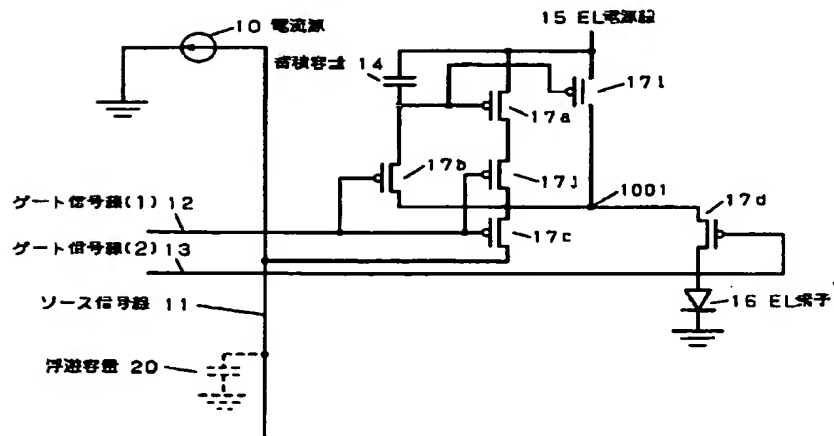 10 電流源
15 EL電源線
蓄積容量 14
17l
17a
17b
17j
1001
17d
ゲート信号線(1) 12
17c
ゲート信号線(2) 13
ソース信号線 11
16 EL素子
浮遊容量 20